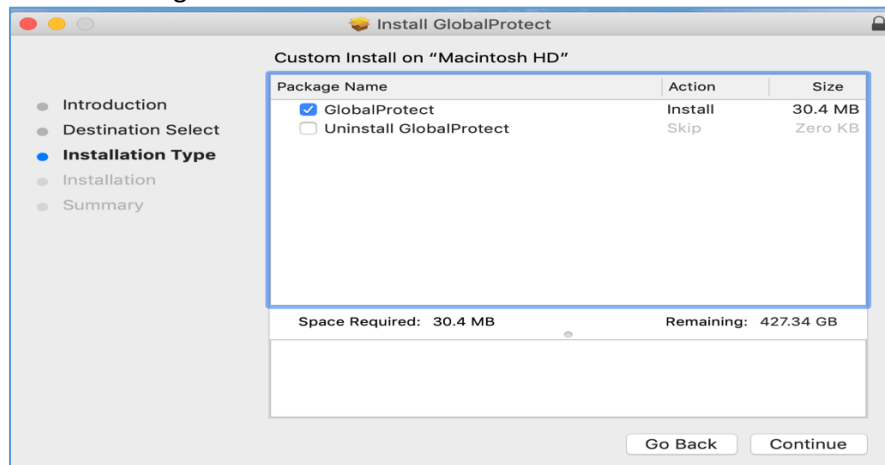 Install GlobalProtect
Custom Install on “Macintosh HD”
Package Name Action Size
GlobalProtect Install 30.4 MB
Uninstall GlobalProtect Skip Zero KB
Introduction
Destination Select
Installation Type
Installation
Summary
Space Required: 30.4 MB Remaining: 427.34 GB
Go Back Continue